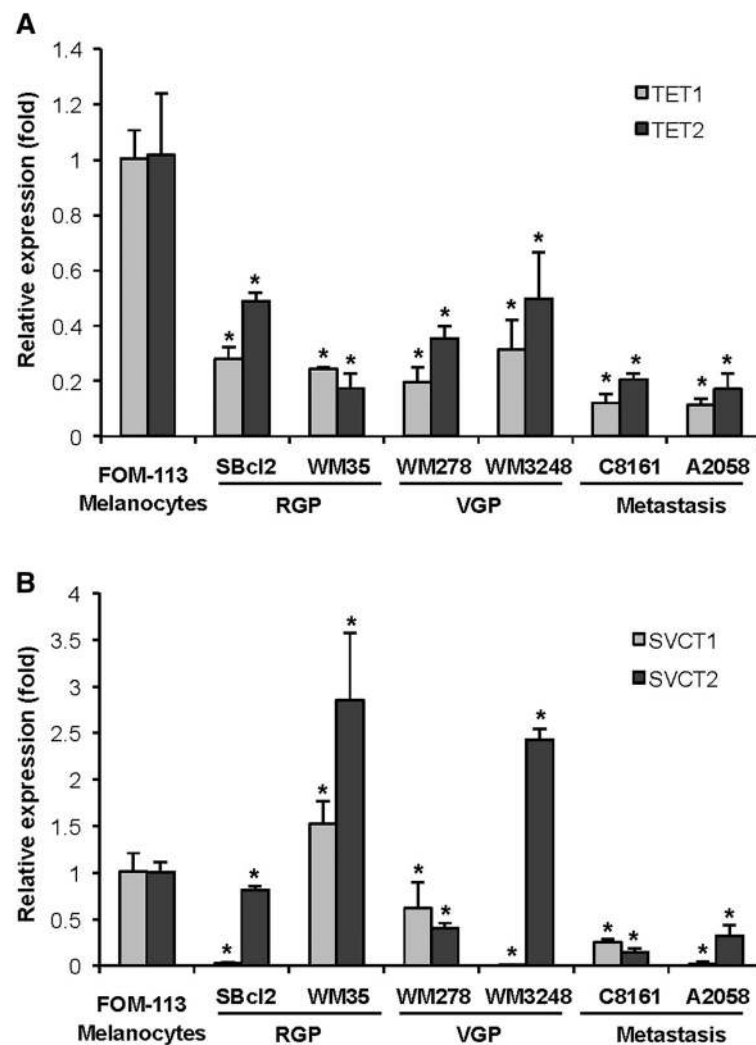 A
Relative expression (fold)
1.4
1.2
1
0.8
0.6
0.4
0.2
0
TET1
TET2
* *
* *
* *
* *
* *
* *
FOM-113
Melanocytes
SBcl2 WM35 WM278 WM3248 C8161 A2058
RGP VGP Metastasis
B
Relative expression (fold)
4
3.5
3
2.5
2
1.5
1
0.5
0
SVCT1
SVCT2
* *
* *
* *
* *
* *
* *
FOM-113
Melanocytes
SBcl2 WM35 WM278 WM3248 C8161 A2058
RGP VGP Metastasis